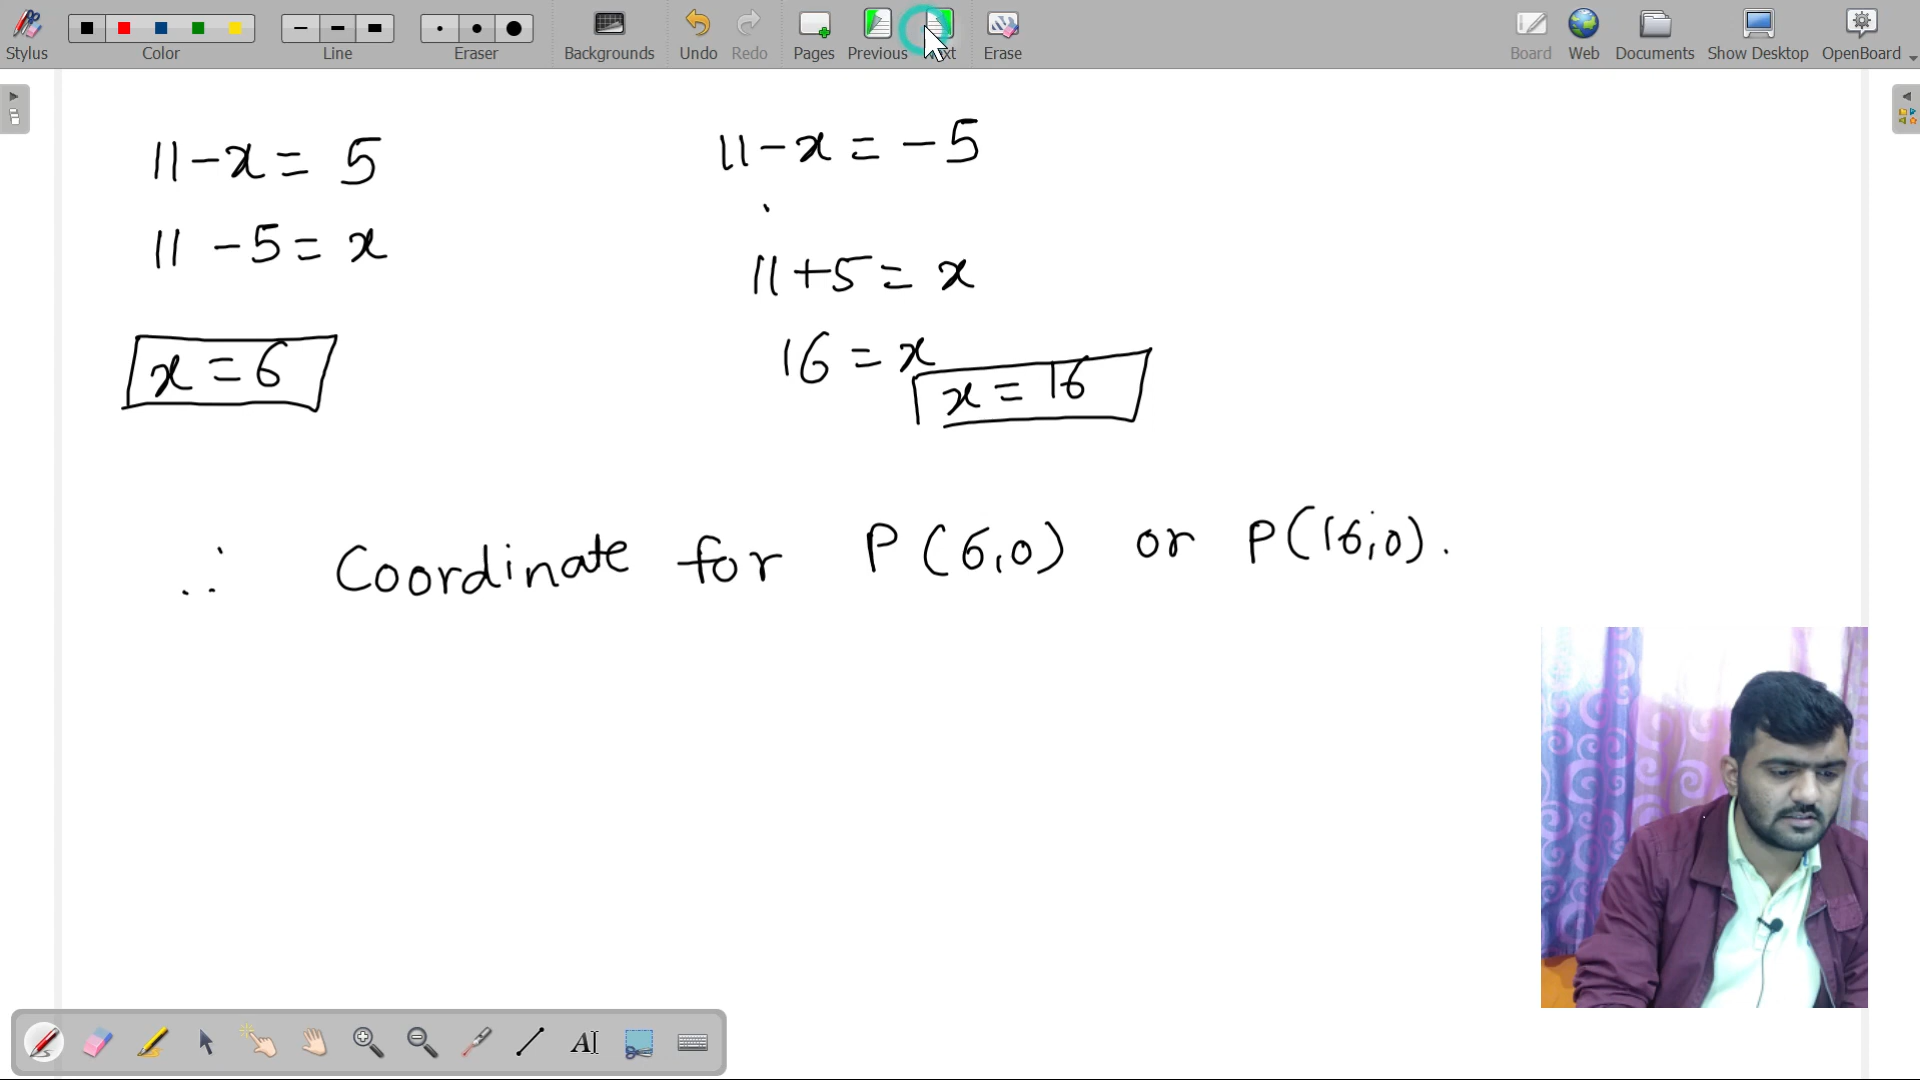 Stylus
Color
Line
Eraser
Backgrounds
Undo
Redo
Pages
Previous
Erase
Board
Web
Documents
Show Desktop
OpenBoard
11 - x = 5
11 - 5 = x
x = 6
11 - x = - 5
11 + 5 = x
16 = x
x = 16
∴ Coordinate for P (6,0) or P(16,0).
AI